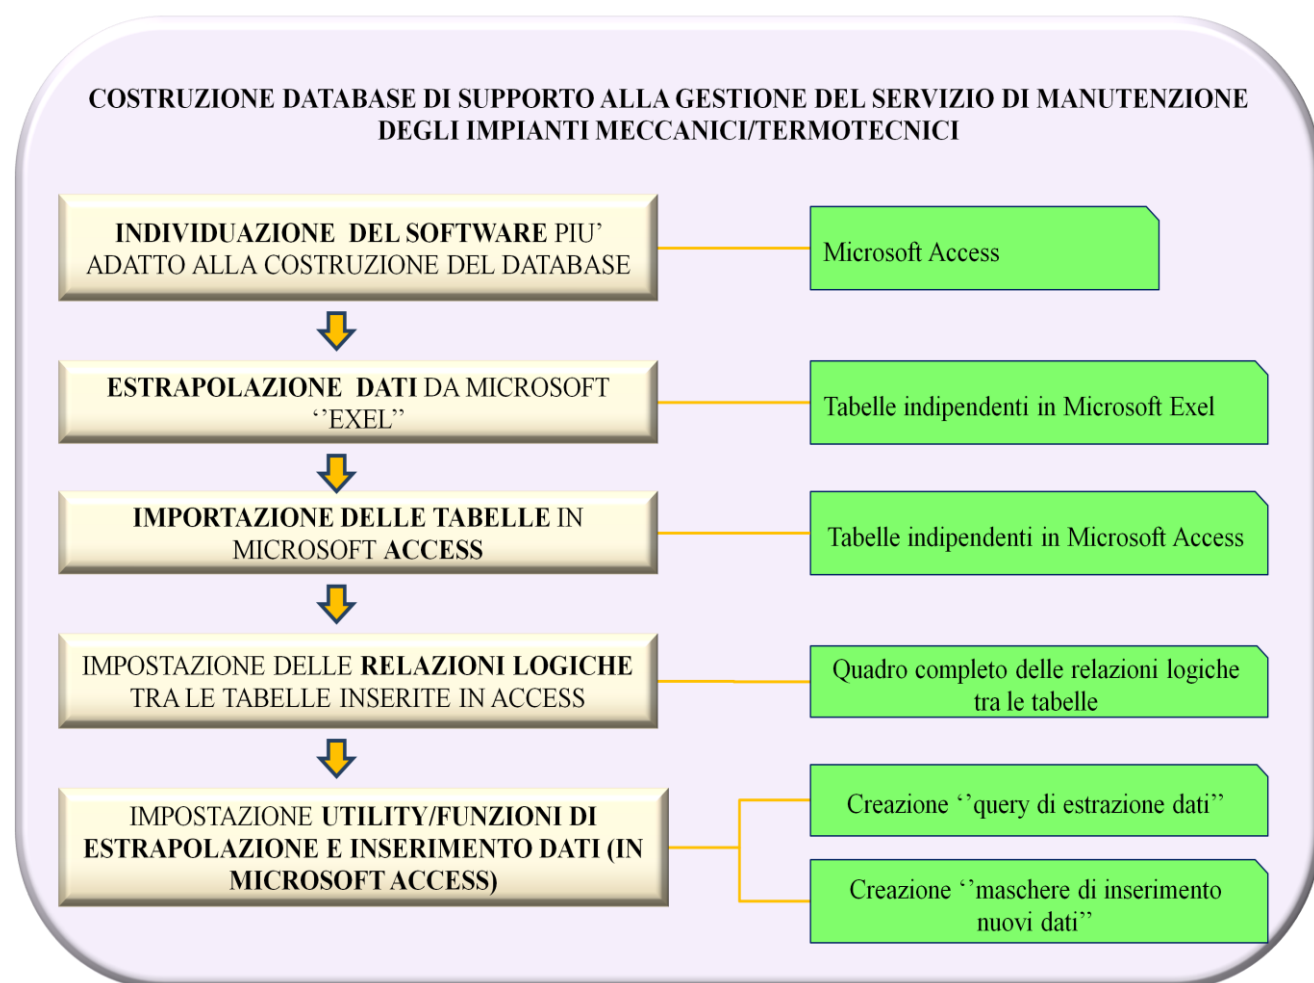 COSTRUZIONE DATABASE DI SUPPORTO ALLA GESTIONE DEL SERVIZIO DI MANUTENZIONE
DEGLI IMPIANTI MECCANICI/TERMOTECNICI
INDIVIDUAZIONE DEL SOFTWARE PIU’
ADATTO ALLA COSTRUZIONE DEL DATABASE
Microsoft Access
ESTRAPOLAZIONE DATI DA MICROSOFT
‘’EXEL’’
Tabelle indipendenti in Microsoft Exel
IMPORTAZIONE DELLE TABELLE IN
MICROSOFT ACCESS
Tabelle indipendenti in Microsoft Access
IMPOSTAZIONE DELLE RELAZIONI LOGICHE
TRA LE TABELLE INSERITE IN ACCESS
Quadro completo delle relazioni logiche
tra le tabelle
IMPOSTAZIONE UTILITY/FUNZIONI DI
ESTRAPOLAZIONE E INSERIMENTO DATI (IN
MICROSOFT ACCESS)
Creazione ‘’query di estrazione dati’’
Creazione ‘’maschere di inserimento
nuovi dati’’